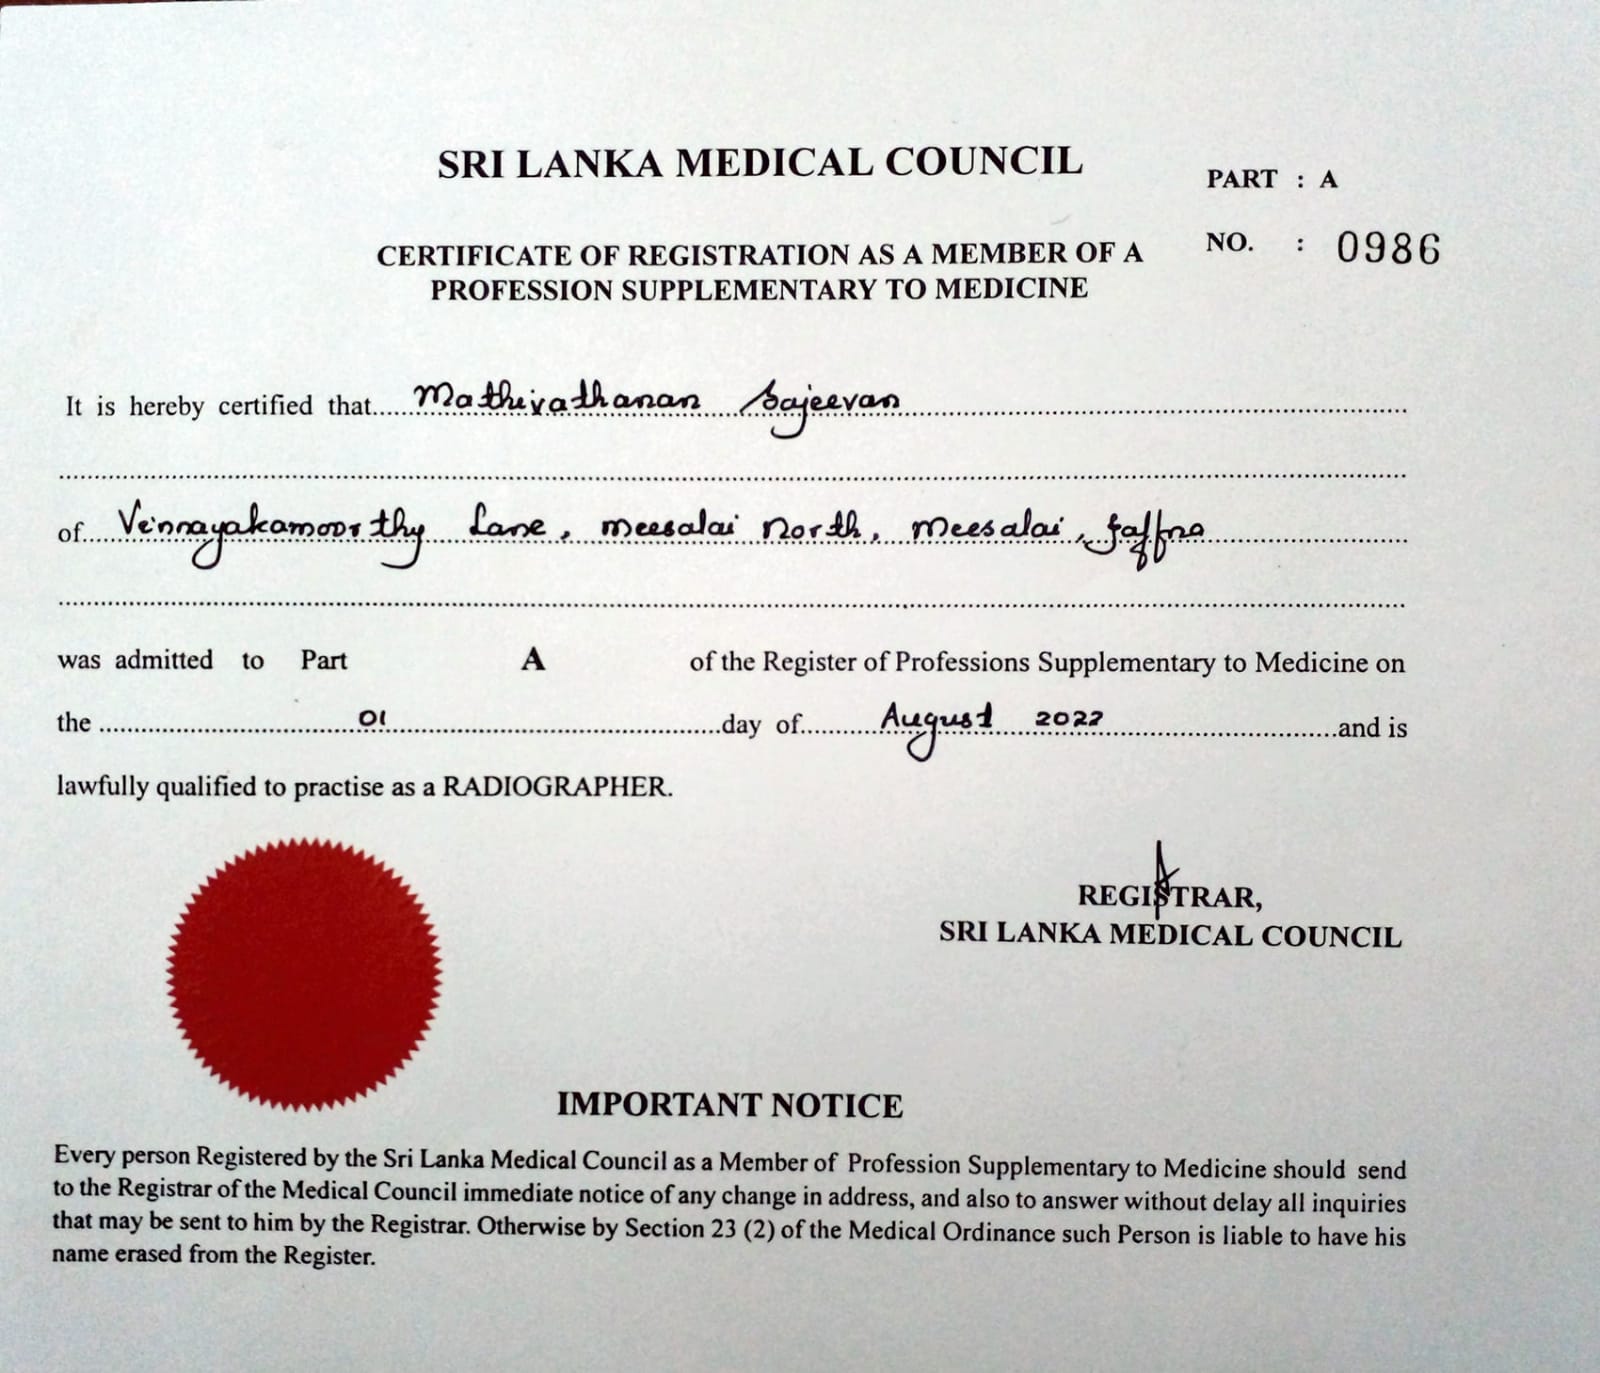 SRI LANKA MEDICAL COUNCIL
PART : A
CERTIFICATE OF REGISTRATION AS A MEMBER OF A
NO. : 0986
PROFESSION SUPPLEMENTARY TO MEDICINE
It is hereby certified that.....Mathivathanan Sajeevan
of....Veinnayakamoorthy Lane, Meesalai North, Meesalai, Jaffna
was admitted to Part A of the Register of Professions Supplementary to Medicine on
the ....01....day of....August 2022....and is
lawfully qualified to practise as a RADIOGRAPHER.
REGISTRAR,
SRI LANKA MEDICAL COUNCIL
IMPORTANT NOTICE
Every person Registered by the Sri Lanka Medical Council as a Member of Profession Supplementary to Medicine should send
to the Registrar of the Medical Council immediate notice of any change in address, and also to answer without delay all inquiries
that may be sent to him by the Registrar. Otherwise by Section 23 (2) of the Medical Ordinance such Person is liable to have his
name erased from the Register.